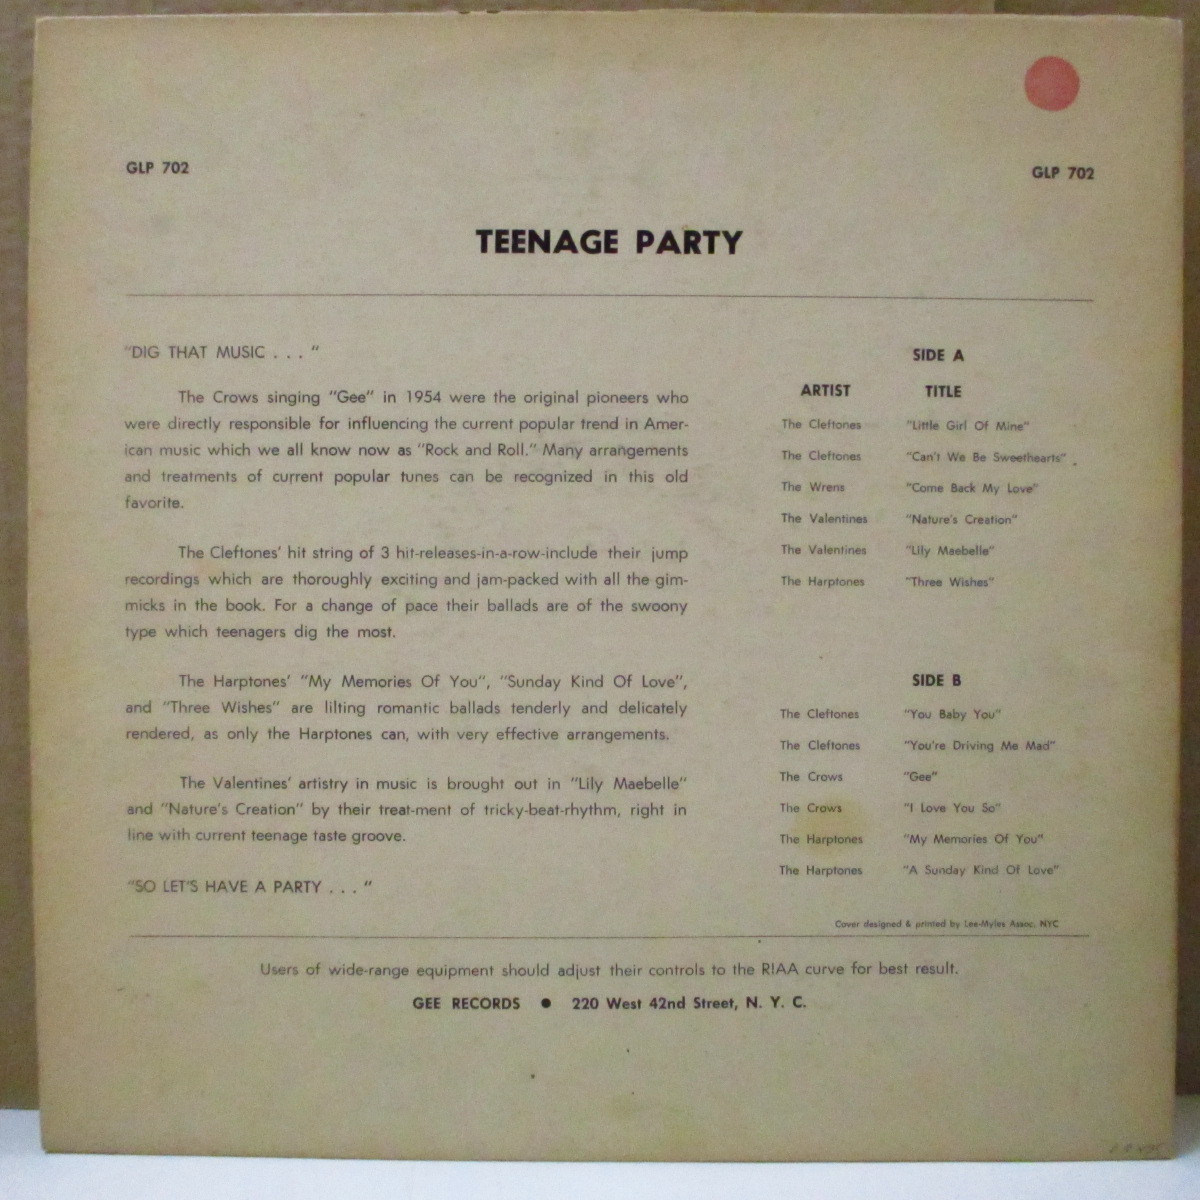 GLP 702
GLP 702
TEENAGE PARTY
"DIG THAT MUSIC . . . "
The Crows singing "Gee" in 1954 were the original pioneers who
were directly responsible for influencing the current popular trend in Amer-
ican music which we all know now as "Rock and Roll." Many arrangements
and treatments of current popular tunes can be recognized in this old
favorite.
The Cleftones' hit string of 3 hit-releases-in-a-row-include their jump
recordings which are thoroughly exciting and jam-packed with all the gim-
micks in the book. For a change of pace their ballads are of the swoony
type which teenagers dig the most.
The Harptones' "My Memories Of You", "Sunday Kind Of Love",
and "Three Wishes" are lilting romantic ballads tenderly and delicately
rendered, as only the Harptones can, with very effective arrangements.
The Valentines' artistry in music is brought out in "Lily Maebelle"
and "Nature's Creation" by their treat-ment of tricky-beat-rhythm, right in
line with current teenage taste groove.
"SO LET'S HAVE A PARTY . . . "
SIDE A
ARTIST TITLE
The Cleftones "Little Girl Of Mine"
The Cleftones "Can't We Be Sweethearts"
The Wrens "Come Back My Love"
The Valentines "Nature's Creation"
The Valentines "Lily Maebelle"
The Harptones "Three Wishes"
SIDE B
The Cleftones "You Baby You"
The Cleftones "You're Driving Me Mad"
The Crows "Gee"
The Crows "I Love You So"
The Harptones "My Memories Of You"
The Harptones "A Sunday Kind Of Love"
Cover designed & printed by Lee-Myles Assoc. NYC
Users of wide-range equipment should adjust their controls to the RIAA curve for best result.
GEE RECORDS ● 220 West 42nd Street, N. Y. C.